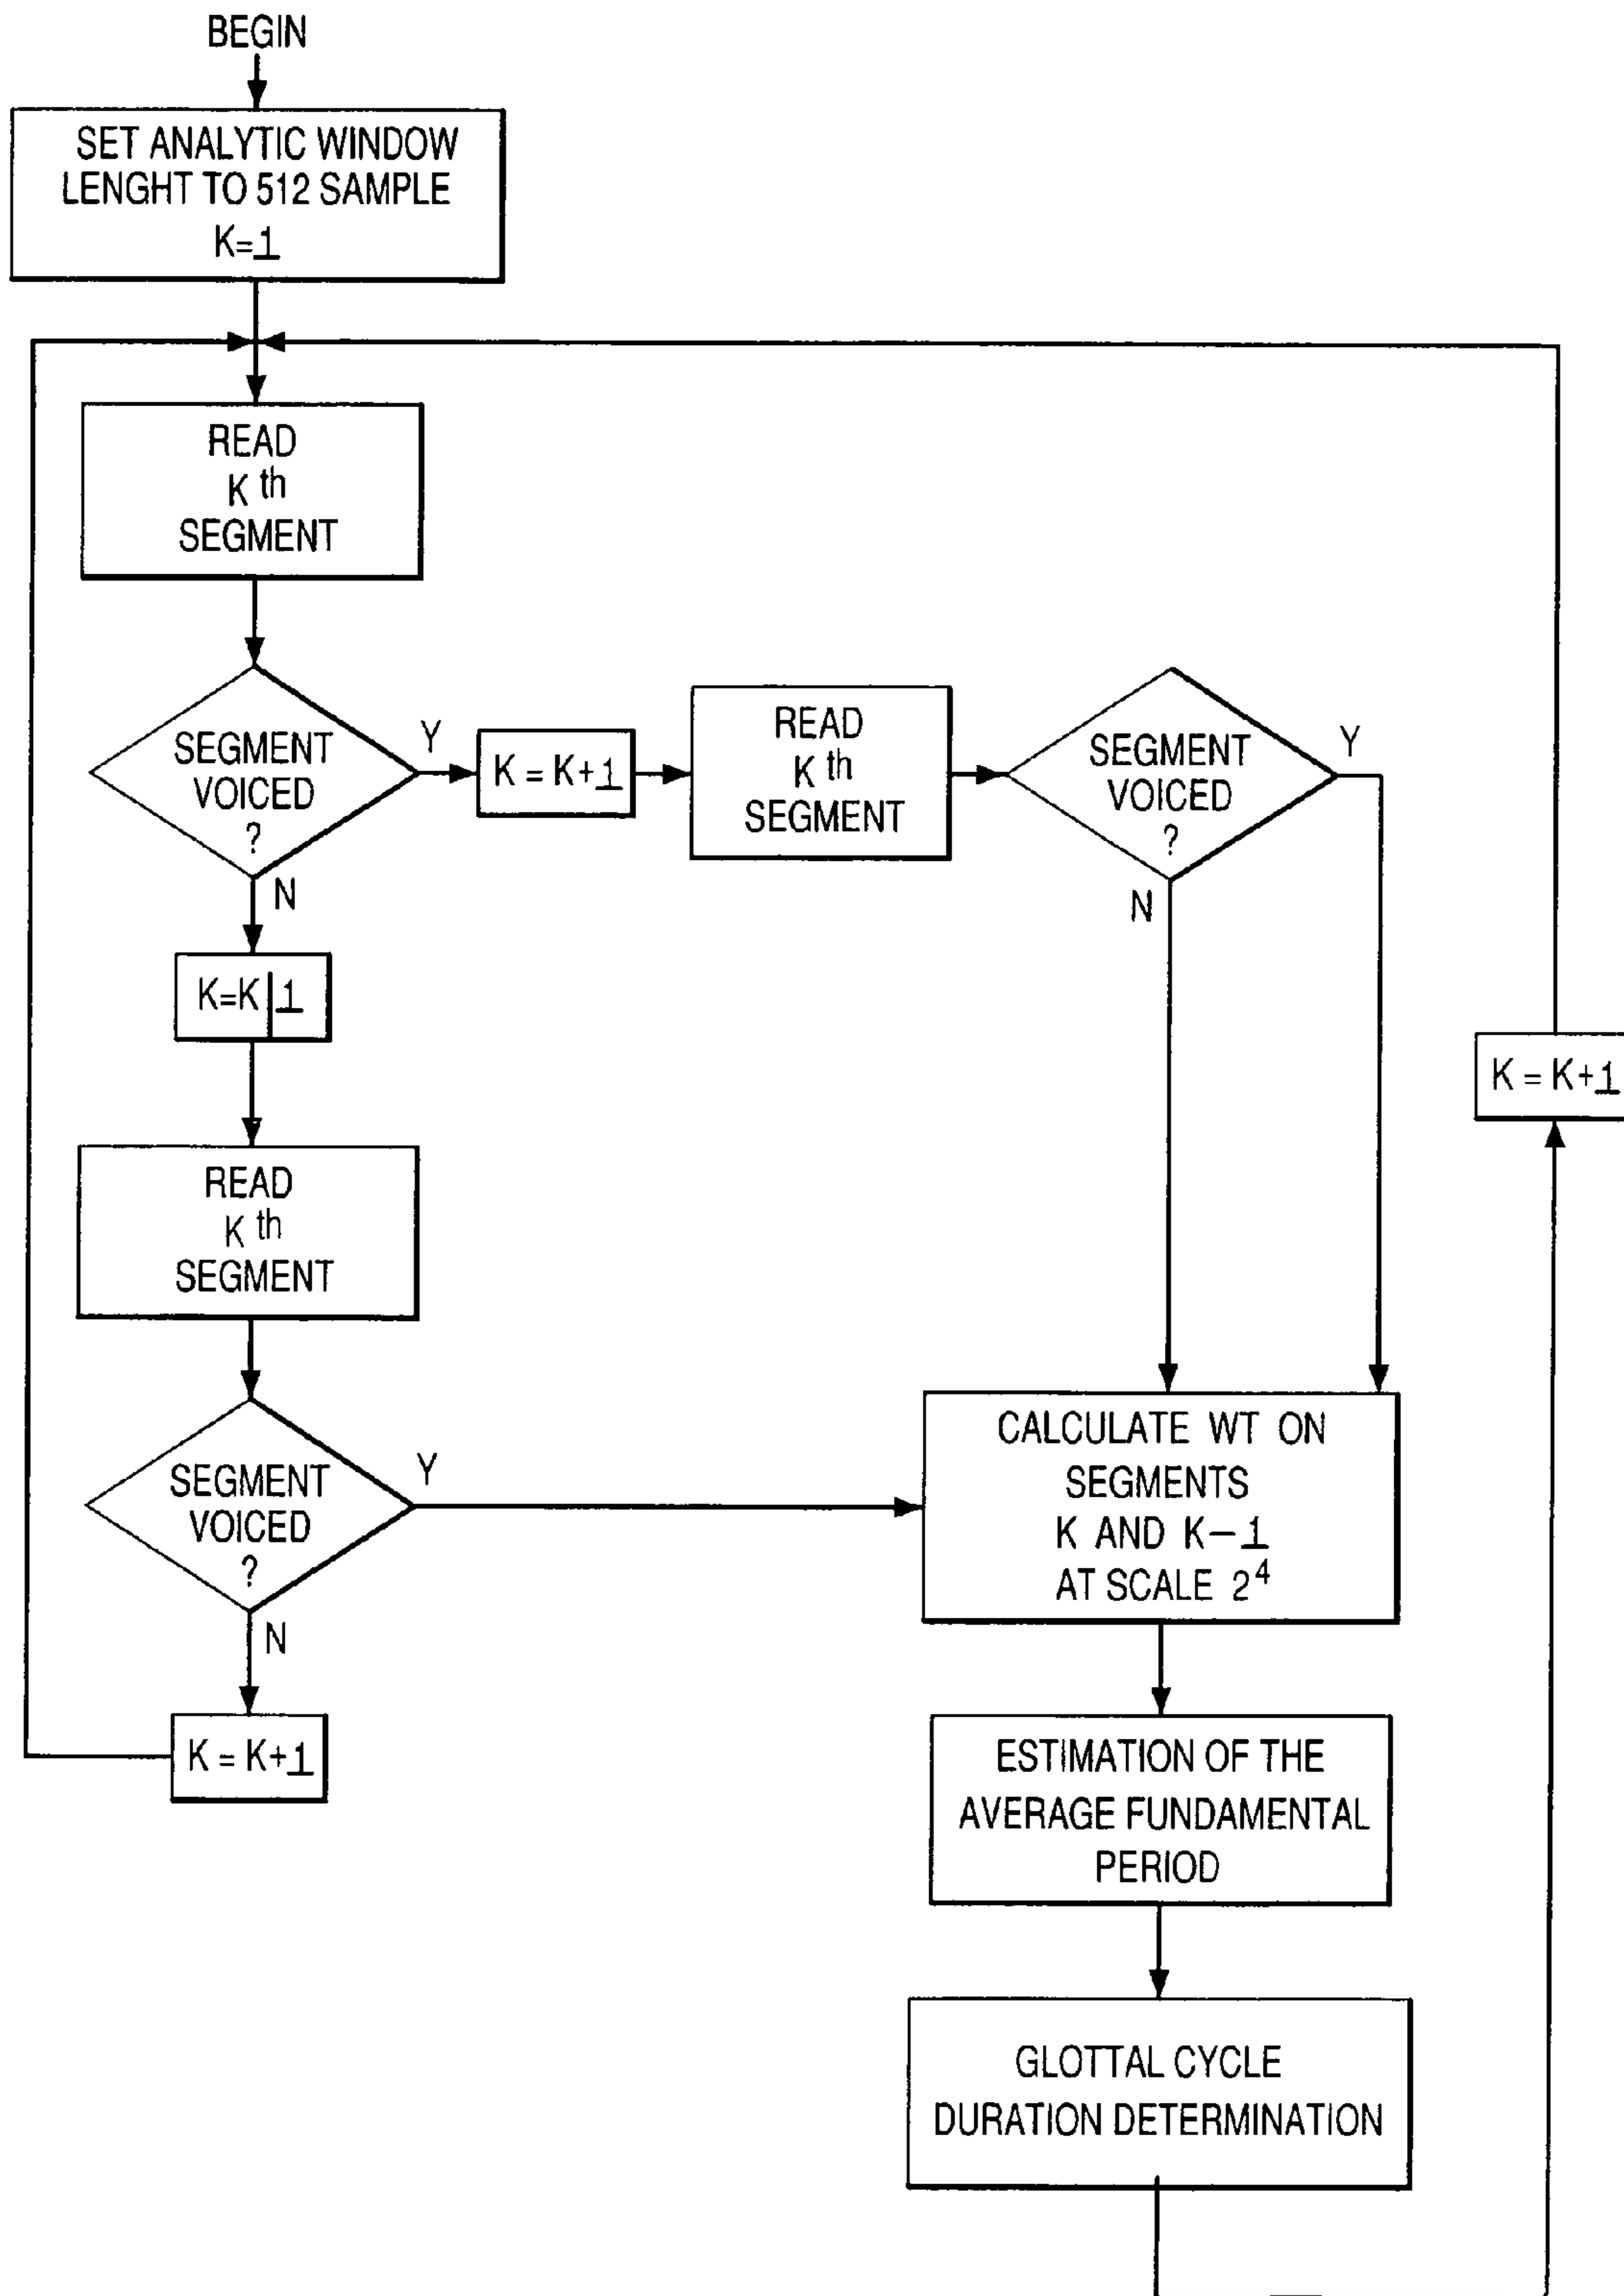 BEGIN
SET ANALYTIC WINDOW
LENGHT TO 512 SAMPLE
K=1
READ
K th
SEGMENT
SEGMENT
VOICED
?
Y
N
K = K+1
READ
K th
SEGMENT
SEGMENT
VOICED
?
Y
N
K=K|1
K = K+1
READ
K th
SEGMENT
SEGMENT
VOICED
?
Y
N
K = K+1
CALCULATE WT ON
SEGMENTS
K AND K–1
AT SCALE 2⁴
ESTIMATION OF THE
AVERAGE FUNDAMENTAL
PERIOD
GLOTTAL CYCLE
DURATION DETERMINATION